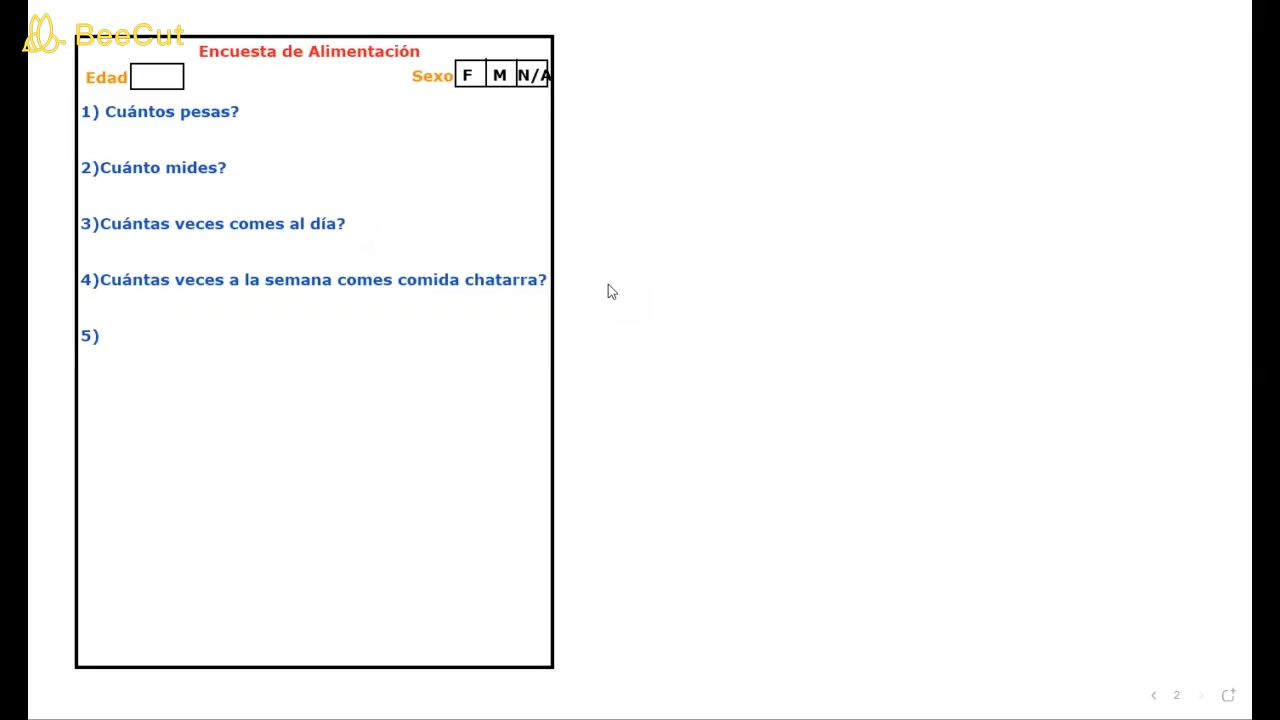 BeeCut
Encuesta de Alimentación
Edad
Sexo F M N/A
1) Cuántos pesas?
2)Cuánto mides?
3)Cuántas veces comes al día?
4)Cuántas veces a la semana comes comida chatarra?
5)
2